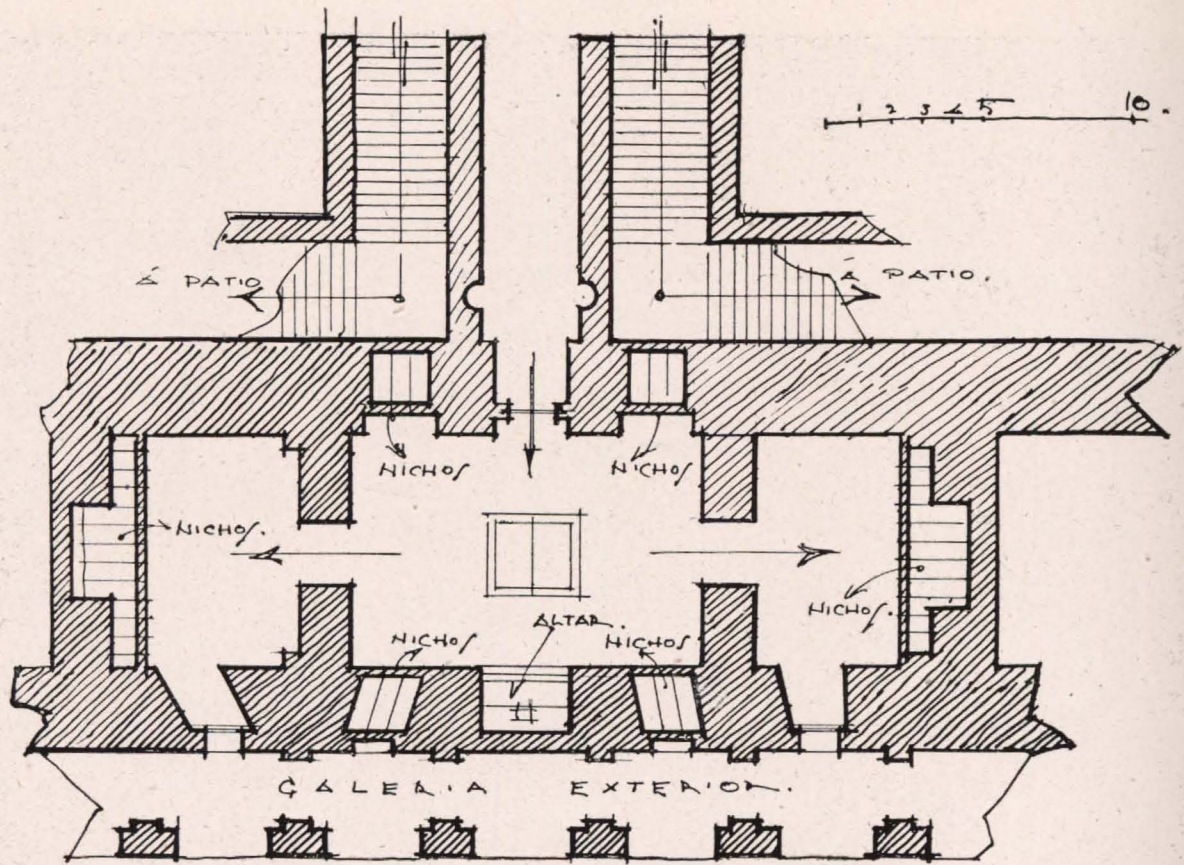 1 2 3 4 5 10.
Á PATIO
Á PATIO.
NICHOS
NICHOS
NICHOS.
NICHOS.
NICHOS
ALTAR.
NICHOS
GALERIA EXTERIOR.